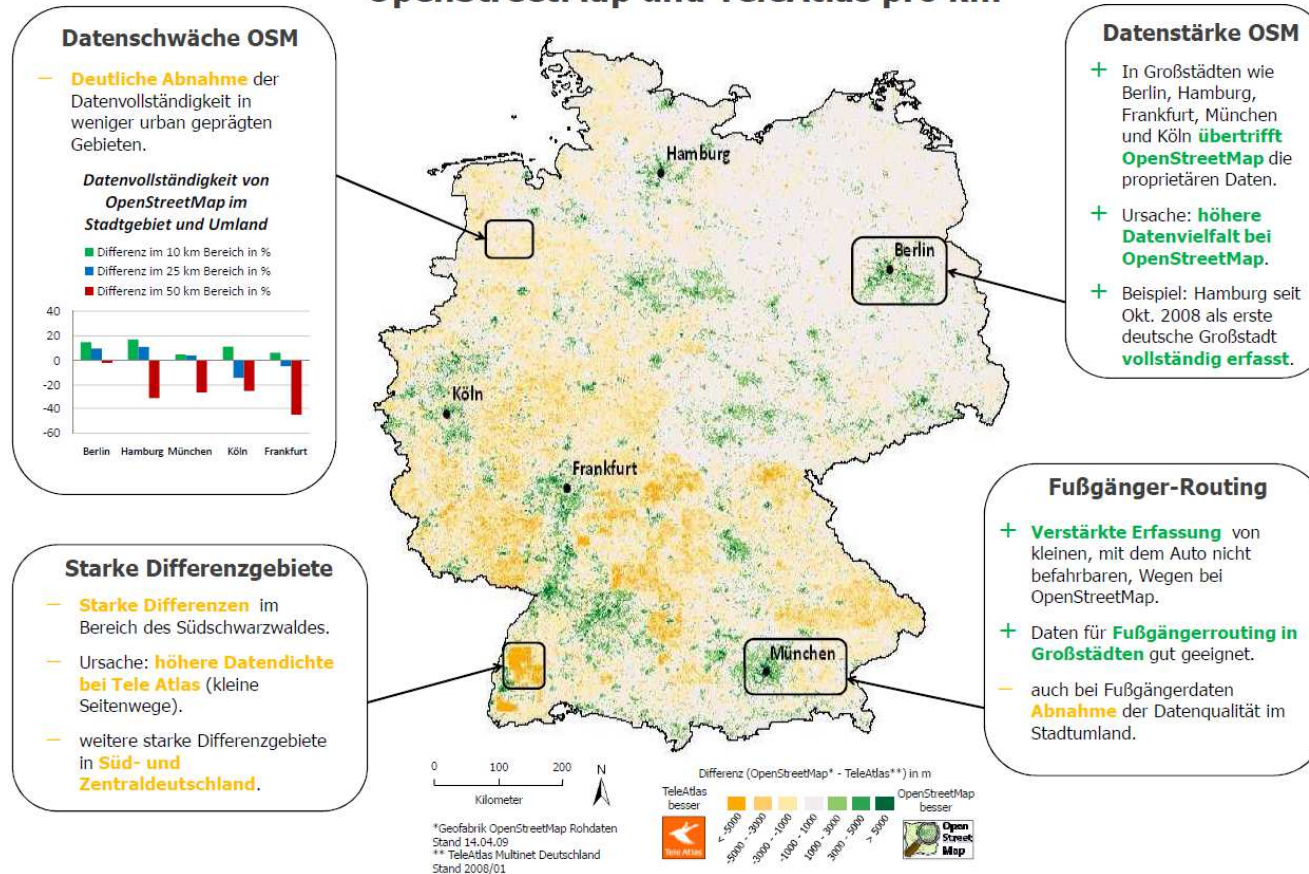 OpenStreetMap und TeleAtlas pro km²
Datenschwäche OSM
— Deutliche Abnahme der
Datenvollständigkeit in
weniger urban geprägten
Gebieten.
Datenvollständigkeit von
OpenStreetMap im
Stadtgebiet und Umland
Differenz im 10 km Bereich in %
Differenz im 25 km Bereich in %
Differenz im 50 km Bereich in %
40
20
0
-20
-40
-60
Berlin Hamburg München Köln Frankfurt
Starke Differenzgebiete
— Starke Differenzen im
Bereich des Südschwarzwaldes.
— Ursache: höhere Datendichte
bei Tele Atlas (kleine
Seitenwege).
— weitere starke Differenzgebiete
in Süd- und
Zentraldeutschland.
Hamburg
Berlin
Köln
Frankfurt
München
Datenstärke OSM
+ In Großstädten wie
Berlin, Hamburg,
Frankfurt, München
und Köln übertrifft
OpenStreetMap die
proprietären Daten.
+ Ursache: höhere
Datenvielfalt bei
OpenStreetMap.
+ Beispiel: Hamburg seit
Okt. 2008 als erste
deutsche Großstadt
vollständig erfasst.
Fußgänger-Routing
+ Verstärkte Erfassung von
kleinen, mit dem Auto nicht
befahrbaren, Wegen bei
OpenStreetMap.
+ Daten für Fußgängerrouting in
Großstädten gut geeignet.
— auch bei Fußgängerdaten
Abnahme der Datenqualität im
Stadtumland.
0 100 200
Kilometer
N
*Geofabrik OpenStreetMap Rohdaten
Stand 14.04.09
** TeleAtlas Multinet Deutschland
Stand 2008/01
Differenz (OpenStreetMap* - TeleAtlas**) in m
TeleAtlas
besser
Tele Atlas
< -5000
-5000 - -3000
-3000 - -1000
-1000 - 1000
1000 - 3000
3000 - 5000
> 5000
OpenStreetMap
besser
Open
Street
Map